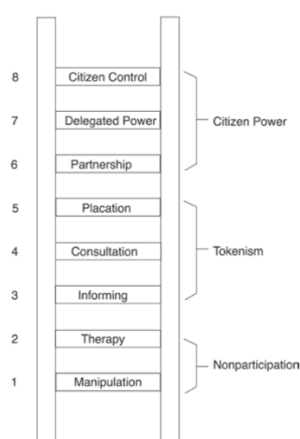 8 Citizen Control
7 Delegated Power
Citizen Power
6 Partnership
5 Placation
4 Consultation
Tokenism
3 Informing
2 Therapy
Nonparticipation
1 Manipulation